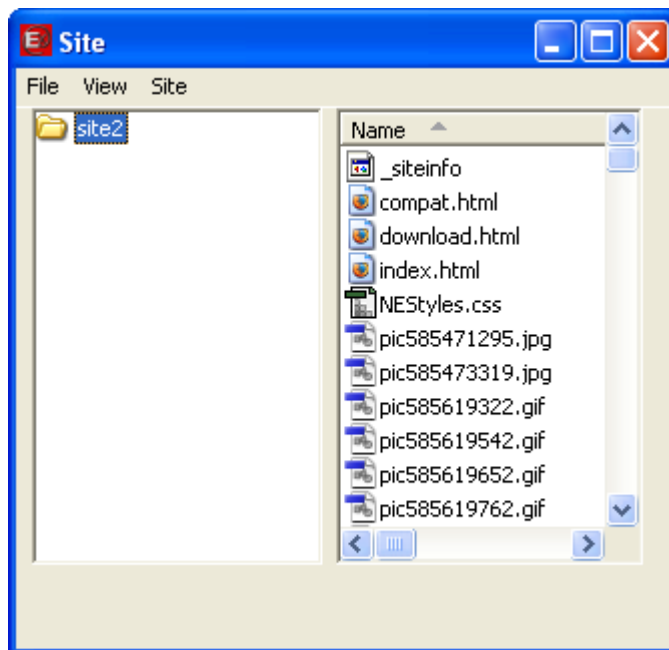 Site
File View Site
site2
Name
_siteinfo
compat.html
download.html
index.html
NEStyles.css
pic585471295.jpg
pic585473319.jpg
pic585619322.gif
pic585619542.gif
pic585619652.gif
pic585619762.gif